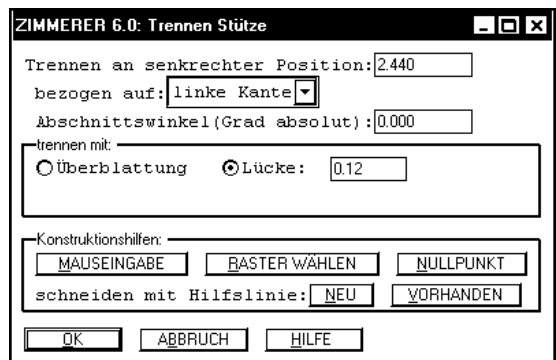 ZIMMERER 6.0: Trennen Stütze
Trennen an senkrechter Position: 2.440
bezogen auf: linke Kante
Abschnittswinkel(Grad absolut): 0.000
trennen mit:
Überblattung Lücke: 0.12
Konstruktionshilfen:
MAUSEINGABE RASTER WÄHLEN NULLPUNKT
schneiden mit Hilfslinie: NEU VORHANDEN
OK ABBRUCH HILFE